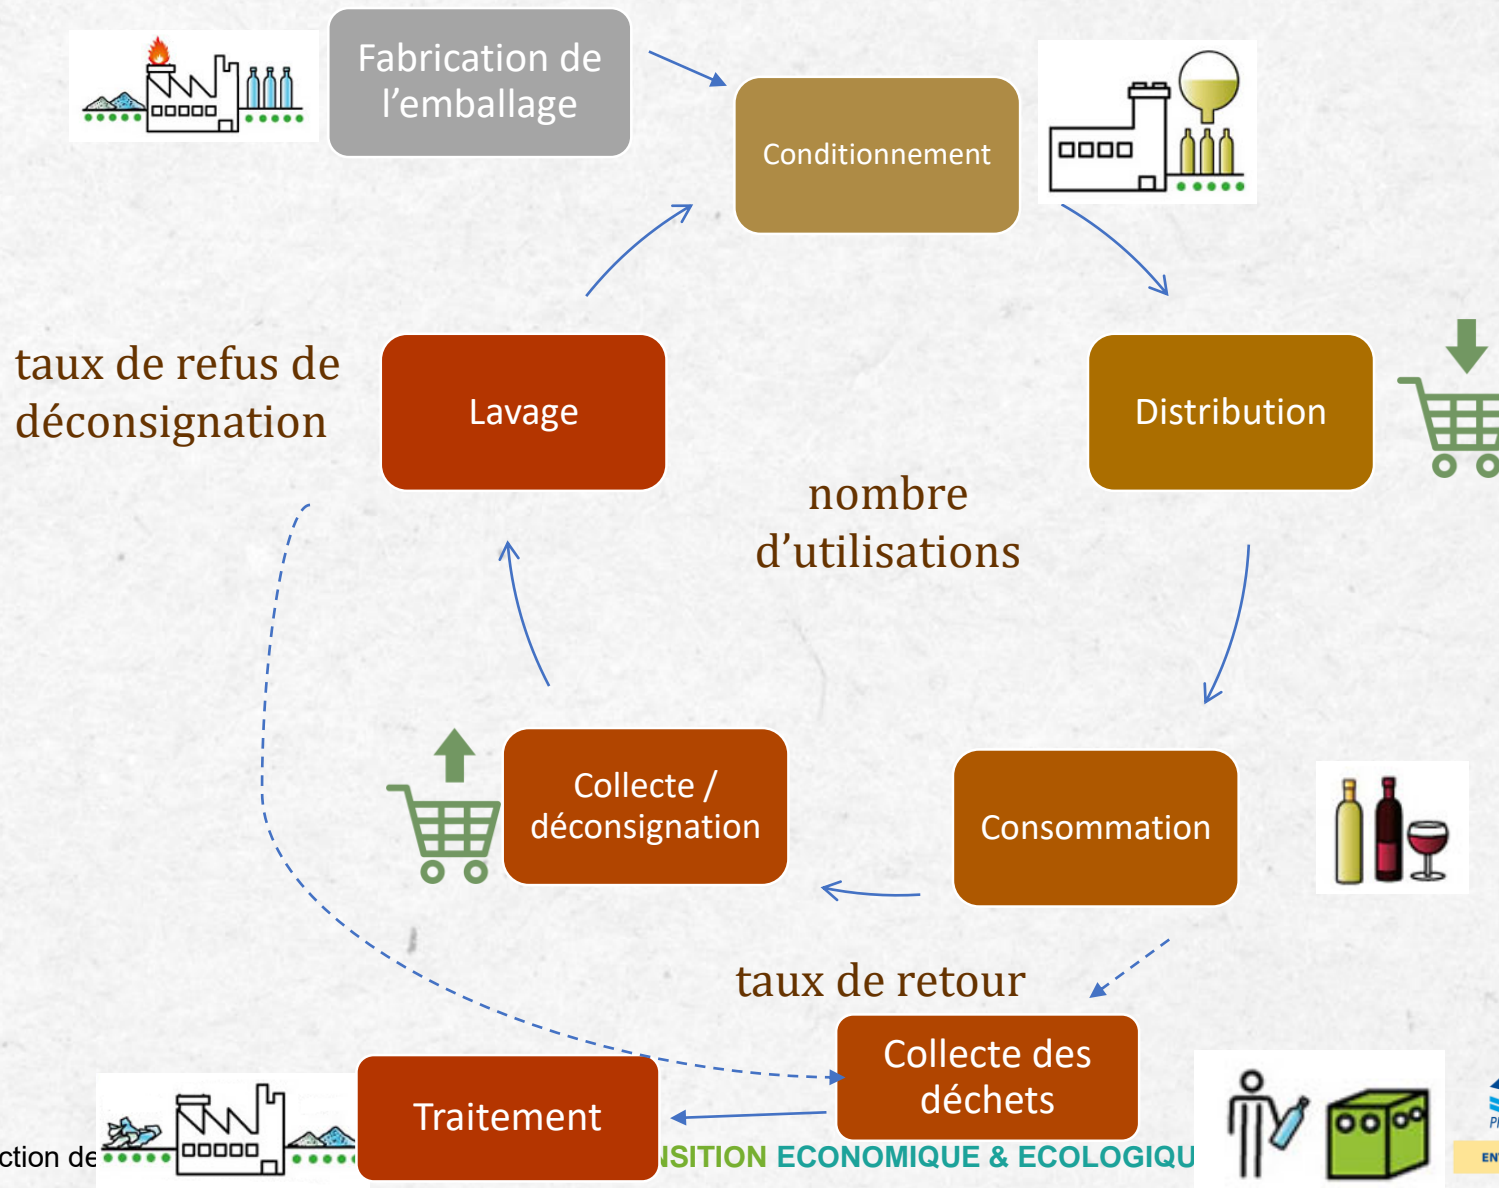 Fabrication de
l’emballage
Conditionnement
taux de refus de
déconsignation
Lavage
Distribution
nombre
d’utilisations
Collecte /
déconsignation
Consommation
taux de retour
Collecte des
déchets
Traitement
ction de
NSITION ECONOMIQUE & ECOLOGIQU